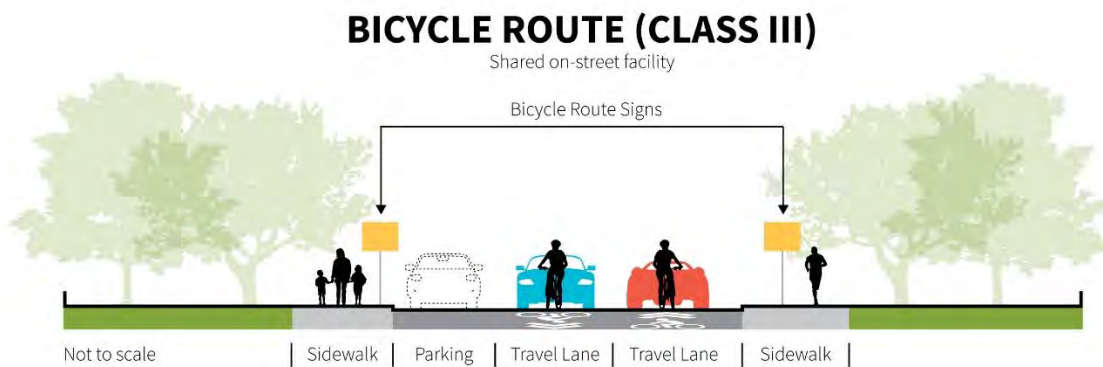 BICYCLE ROUTE (CLASS III)
Shared on-street facility
Bicycle Route Signs
Not to scale | Sidewalk | Parking | Travel Lane | Travel Lane | Sidewalk |